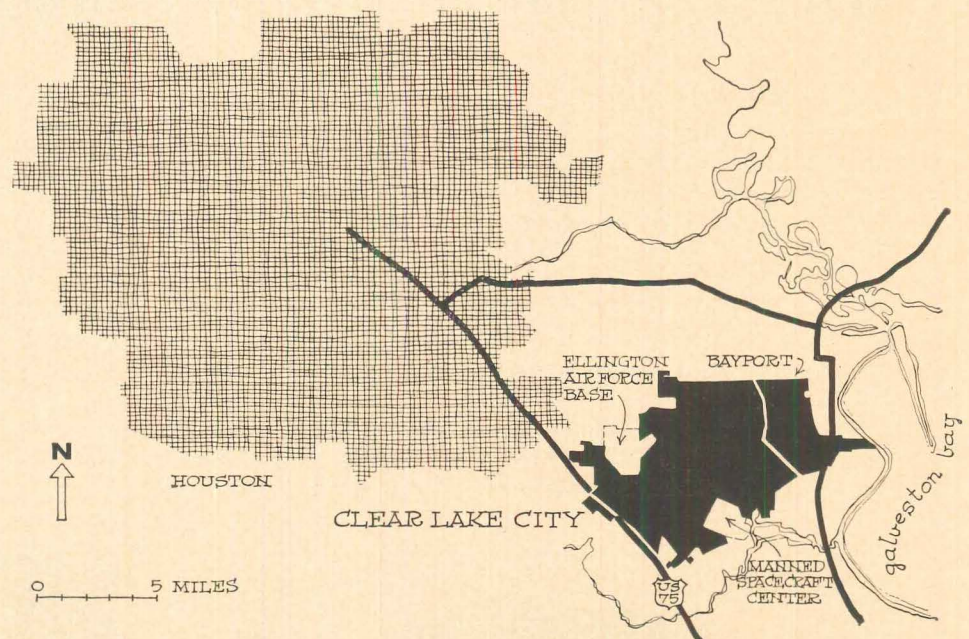 ELLINGTON
AIR FORCE
BASE
BAYPORT
N
HOUSTON
CLEAR LAKE CITY
galveston bay
MANNED
SPACECRAFT
CENTER
US
75
0 5 MILES